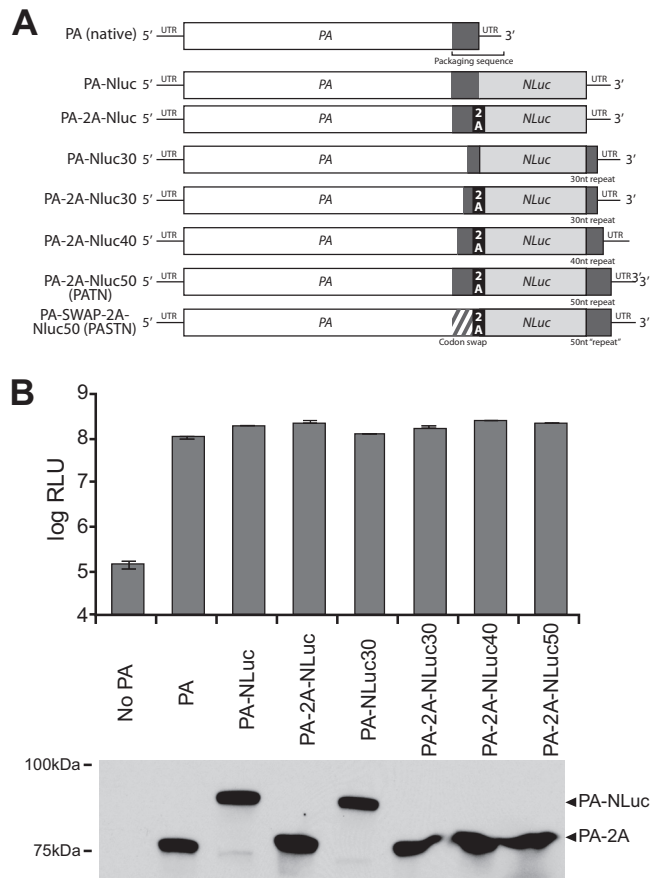 A
PA (native) 5′ UTR PA UTR 3′
Packaging sequence
PA-Nluc 5′ UTR PA NLuc UTR 3′
PA-2A-Nluc 5′ UTR PA 2A NLuc UTR 3′
PA-Nluc30 5′ UTR PA NLuc UTR 3′
30nt repeat
PA-2A-Nluc30 5′ UTR PA 2A NLuc UTR 3′
30nt repeat
PA-2A-Nluc40 5′ UTR PA 2A NLuc UTR
40nt repeat
PA-2A-Nluc50 (PATN) 5′ UTR PA 2A NLuc UTR 3′3′
50nt repeat
PA-SWAP-2A-Nluc50 (PASTN) 5′ UTR PA 2A NLuc UTR 3′
Codon swap 50nt "repeat"
B
log RLU
9
8
7
6
5
4
No PA
PA
PA-NLuc
PA-2A-NLuc
PA-NLuc30
PA-2A-NLuc30
PA-2A-NLuc40
PA-2A-NLuc50
100kDa
PA-NLuc
PA-2A
75kDa